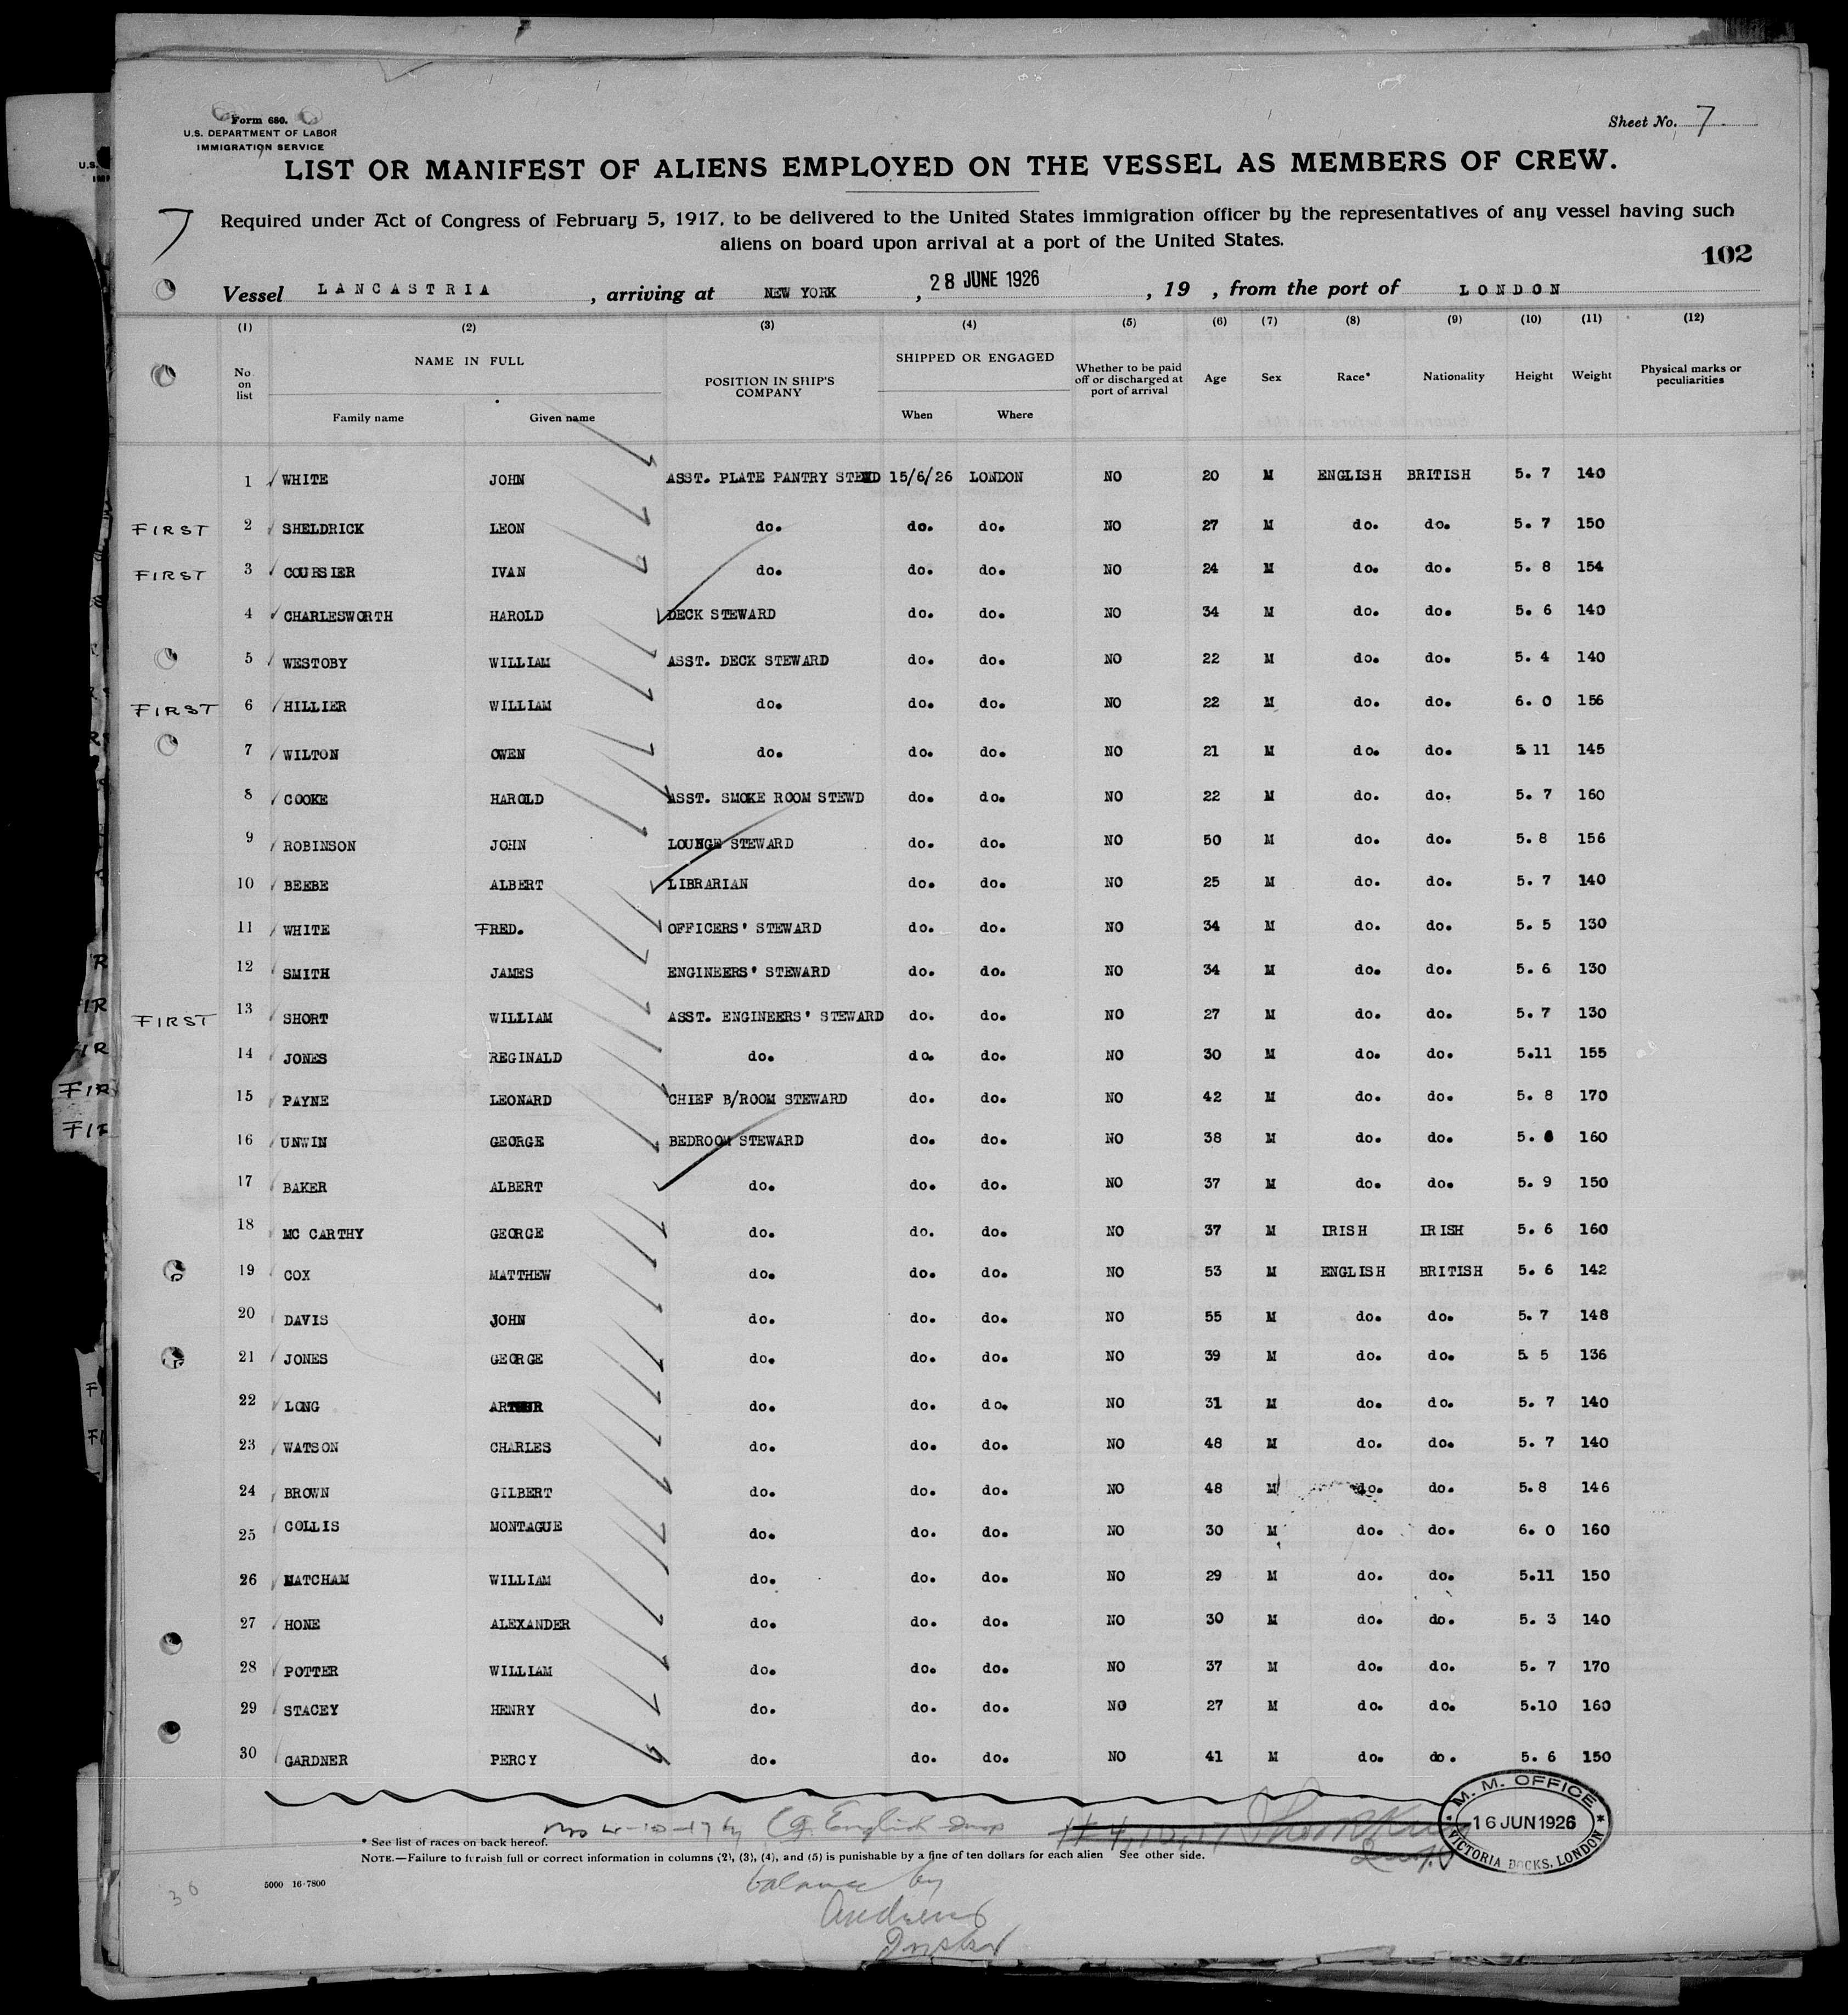 Form 680.
U.S. DEPARTMENT OF LABOR
IMMIGRATION SERVICE
Sheet No. 7
LIST OR MANIFEST OF ALIENS EMPLOYED ON THE VESSEL AS MEMBERS OF CREW.
7
Required under Act of Congress of February 5, 1917, to be delivered to the United States immigration officer by the representatives of any vessel having such
aliens on board upon arrival at a port of the United States.
102
Vessel LANCASTRIA, arriving at NEW YORK, 28 JUNE 1926, 19 , from the port of LONDON
(1) (2) (3) (4) (5) (6) (7) (8) (9) (10) (11) (12)
No. on list NAME IN FULL Family name Given name POSITION IN SHIP'S COMPANY SHIPPED OR ENGAGED When Where Whether to be paid off or discharged at port of arrival Age Sex Race* Nationality Height Weight Physical marks or peculiarities
1 WHITE JOHN ASST. PLATE PANTRY STEWD 15/6/26 LONDON NO 20 M ENGLISH BRITISH 5. 7 140
FIRST 2 SHELDRICK LEON do. do. do. NO 27 M do. do. 5. 7 150
FIRST 3 COURSIER IVAN do. do. do. NO 24 M do. do. 5. 8 154
4 CHARLESWORTH HAROLD DECK STEWARD do. do. NO 34 M do. do. 5. 6 140
5 WESTOBY WILLIAM ASST. DECK STEWARD do. do. NO 22 M do. do. 5. 4 140
FIRST 6 HILLIER WILLIAM do. do. do. NO 22 M do. do. 6. 0 156
7 WILTON OWEN do. do. do. NO 21 M do. do. 5 11 145
8 COOKE HAROLD ASST. SMOKE ROOM STEWD do. do. NO 22 M do. do. 5. 7 160
9 ROBINSON JOHN LOUNGE STEWARD do. do. NO 50 M do. do. 5. 8 156
10 BEEBE ALBERT LIBRARIAN do. do. NO 25 M do. do. 5. 7 140
11 WHITE FRED. OFFICERS' STEWARD do. do. NO 34 M do. do. 5. 5 130
12 SMITH JAMES ENGINEERS' STEWARD do. do. NO 34 M do. do. 5. 6 130
FIRST 13 SHORT WILLIAM ASST. ENGINEERS' STEWARD do. do. NO 27 M do. do. 5. 7 130
14 JONES REGINALD do. do. do. NO 30 M do. do. 5.11 155
15 PAYNE LEONARD CHIEF B/ROOM STEWARD do. do. NO 42 M do. do. 5. 8 170
16 UNWIN GEORGE BEDROOM STEWARD do. do. NO 38 M do. do. 5. 160
17 BAKER ALBERT do. do. do. NO 37 M do. do. 5. 9 150
18 MC CARTHY GEORGE do. do. do. NO 37 M IRISH IRISH 5. 6 160
19 COX MATTHEW do. do. do. NO 53 M ENGLISH BRITISH 5. 6 142
20 DAVIS JOHN do. do. do. NO 55 M do. do. 5. 7 148
21 JONES GEORGE do. do. do. NO 39 M do. do. 5 5 136
22 LONG ARTHUR do. do. do. NO 31 M do. do. 5. 7 140
23 WATSON CHARLES do. do. do. NO 48 M do. do. 5. 7 140
24 BROWN GILBERT do. do. do. NO 48 M do. do. 5.8 146
25 COLLIS MONTAGUE do. do. do. NO 30 M do. do. 6. 0 160
26 MATCHAM WILLIAM do. do. do. NO 29 M do. do. 5.11 150
27 HONE ALEXANDER do. do. do. NO 30 M do. do. 5. 3 140
28 POTTER WILLIAM do. do. do. NO 37 M do. do. 5. 7 170
29 STACEY HENRY do. do. do. NO 27 M do. do. 5.10 160
30 GARDNER PERCY do. do. do. NO 41 M do. do. 5. 6 150
M. M. OFFICE
16 JUN 1926
VICTORIA DOCKS, LONDON
4-10-17 by English
* See list of races on back hereof.
NOTE.—Failure to furnish full or correct information in columns (2), (3), (4), and (5) is punishable by a fine of ten dollars for each alien See other side.
5000 16-7800
30
balance by
Andrews